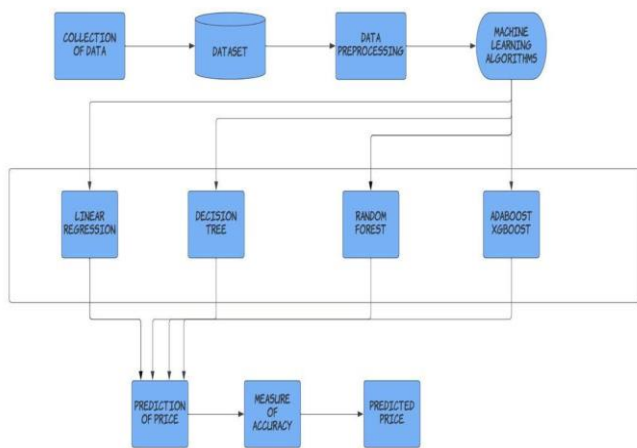 COLLECTION
OF DATA
DATASET
DATA
PREPROCESSING
MACHINE
LEARNING
ALGORITHMS
LINEAR
REGRESSION
DECISION
TREE
RANDOM
FOREST
ADABOOST
XGBOOST
PREDICTION
OF PRICE
MEASURE
OF
ACCURACY
PREDICTED
PRICE